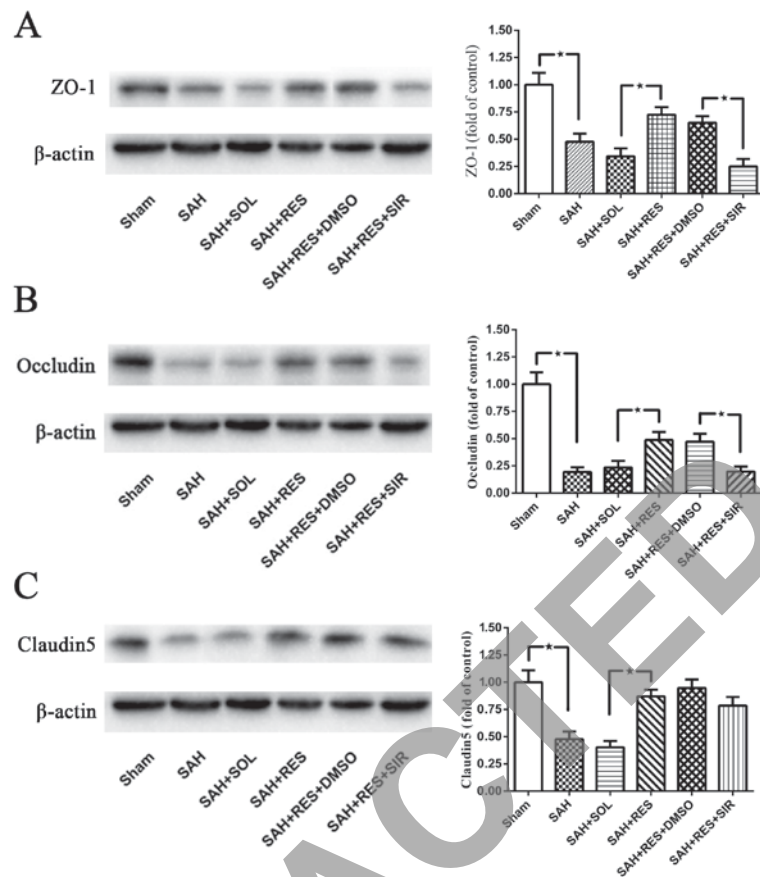 A
ZO-1
β-actin
Sham
SAH
SAH+SOL
SAH+RES
SAH+RES+DMSO
SAH+RES+SIR
ZO-1 (fold of control)
1.50
1.25
1.00
0.75
0.50
0.25
0.00
*
*
*
Sham
SAH
SAH+SOL
SAH+RES
SAH+RES+DMSO
SAH+RES+SIR
B
Occludin
β-actin
Sham
SAH
SAH+SOL
SAH+RES
SAH+RES+DMSO
SAH+RES+SIR
Occludin (fold of control)
1.50
1.25
1.00
0.75
0.50
0.25
0.00
*
*
*
Sham
SAH
SAH+SOL
SAH+RES
SAH+RES+DMSO
SAH+RES+SIR
C
Claudin5
β-actin
Sham
SAH
SAH+SOL
SAH+RES
SAH+RES+DMSO
SAH+RES+SIR
Claudin5 (fold of control)
1.50
1.25
1.00
0.75
0.50
0.25
0.00
*
*
Sham
SAH
SAH+SOL
SAH+RES
SAH+RES+DMSO
SAH+RES+SIR
ACTED